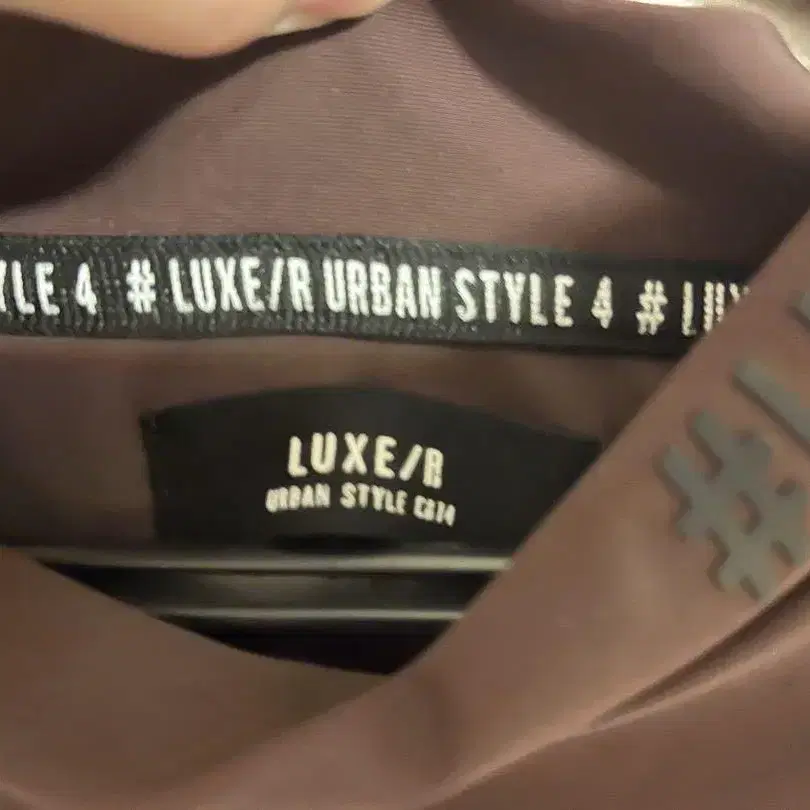 YLE 4 # LUXE/R URBAN STYLE 4 # LU
LUXE/R
URBAN STYLE
#